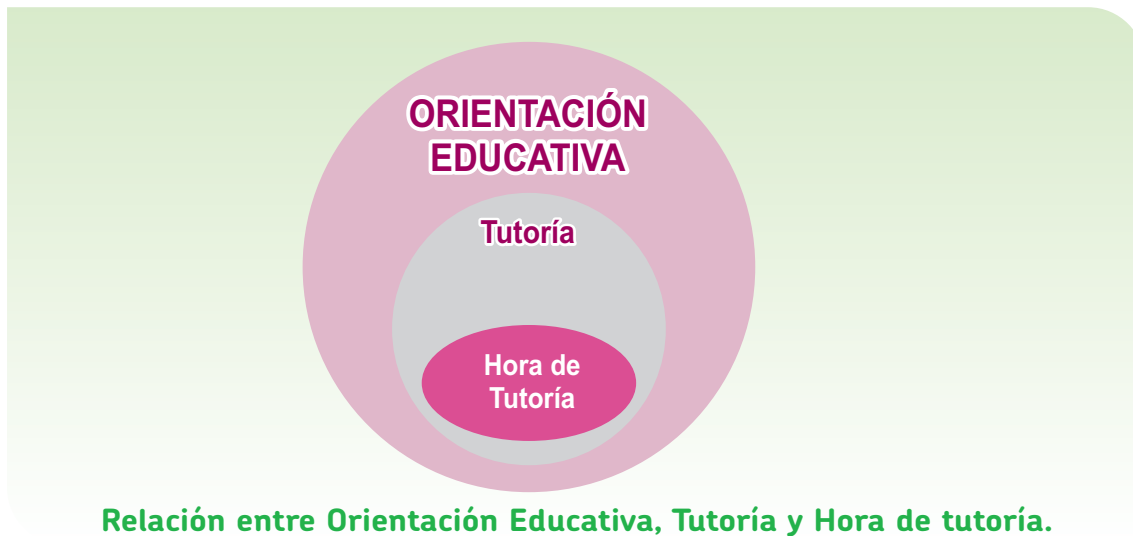 ORIENTACIÓN
EDUCATIVA
Tutoría
Hora de
Tutoría
Relación entre Orientación Educativa, Tutoría y Hora de tutoría.